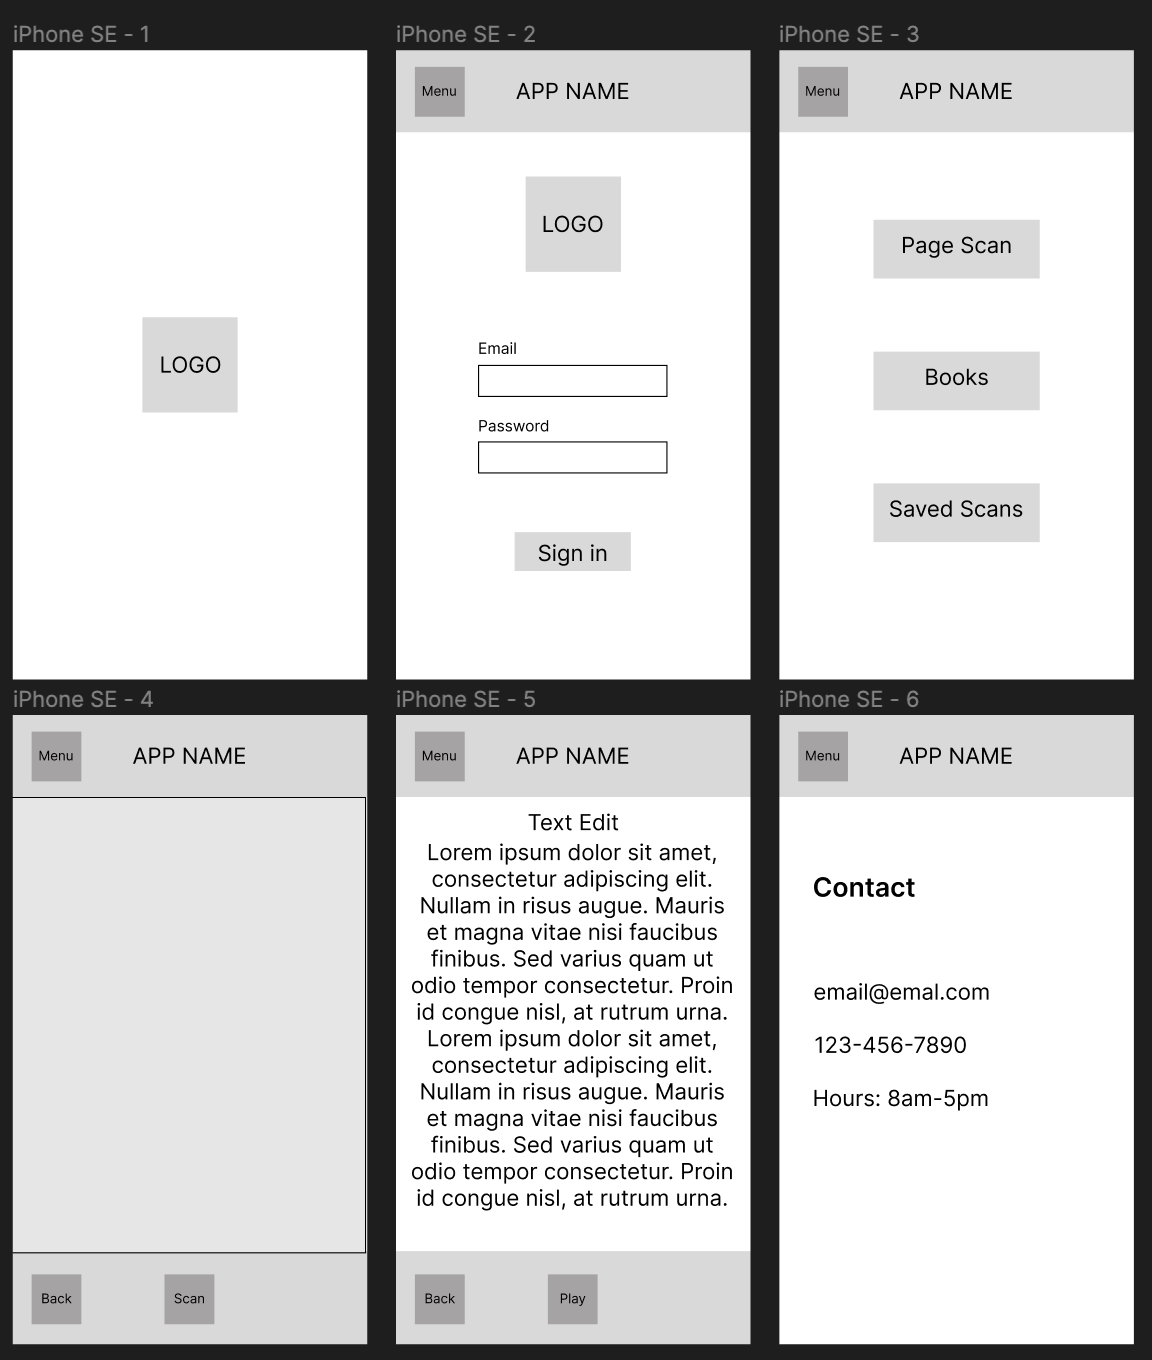 iPhone SE - 1
LOGO
iPhone SE - 2
Menu
APP NAME
LOGO
Email
Password
Sign in
iPhone SE - 3
Menu
APP NAME
Page Scan
Books
Saved Scans
iPhone SE - 4
Menu
APP NAME
Back
Scan
iPhone SE - 5
Menu
APP NAME
Text Edit
Lorem ipsum dolor sit amet,
consectetur adipiscing elit.
Nullam in risus augue. Mauris
et magna vitae nisi faucibus
finibus. Sed varius quam ut
odio tempor consectetur. Proin
id congue nisl, at rutrum urna.
Lorem ipsum dolor sit amet,
consectetur adipiscing elit.
Nullam in risus augue. Mauris
et magna vitae nisi faucibus
finibus. Sed varius quam ut
odio tempor consectetur. Proin
id congue nisl, at rutrum urna.
Back
Play
iPhone SE - 6
Menu
APP NAME
Contact
email@emal.com
123-456-7890
Hours: 8am-5pm